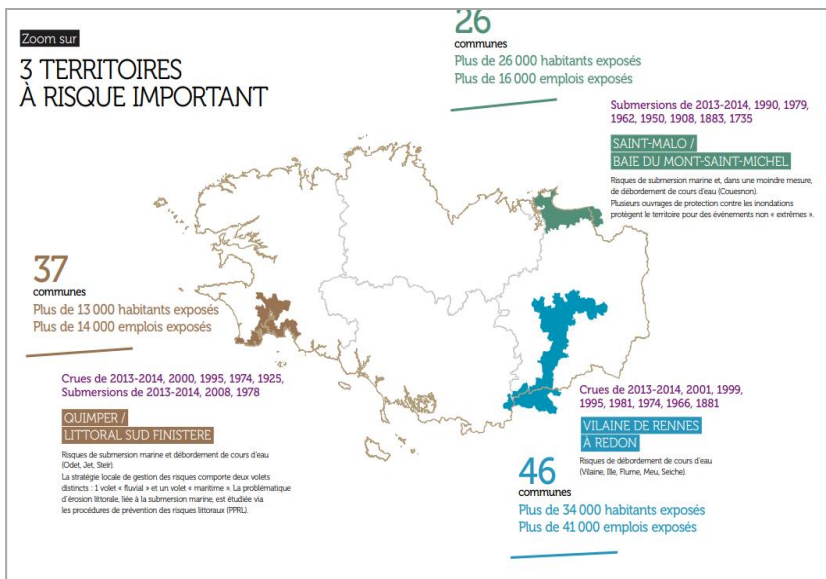 Zoom sur
3 TERRITOIRES
À RISQUE IMPORTANT
26
communes
Plus de 26 000 habitants exposés
Plus de 16 000 emplois exposés
Submersions de 2013-2014, 1990, 1979,
1962, 1950, 1908, 1883, 1735
SAINT-MALO /
BAIE DU MONT-SAINT-MICHEL
Risques de submersion marine et, dans une moindre mesure,
de débordement de cours d'eau (Couesnon).
Plusieurs ouvrages de protection contre les inondations
protègent le territoire pour des événements non « extrêmes ».
37
communes
Plus de 13 000 habitants exposés
Plus de 14 000 emplois exposés
Crues de 2013-2014, 2000, 1995, 1974, 1925,
Submersions de 2013-2014, 2008, 1978
QUIMPER /
LITTORAL SUD FINISTERE
Risques de submersion marine et débordement de cours d'eau
(Odet, Jet, Steir).
La stratégie locale de gestion des risques comporte deux volets
distincts : 1 volet « fluvial » et un volet « maritime ». La problématique
d'érosion littorale, liée à la submersion marine, est étudiée via
les procédures de prévention des risques littoraux (PPRL).
Crues de 2013-2014, 2001, 1999,
1995, 1981, 1974, 1966, 1881
VILAINE DE RENNES
À REDON
Risques de débordement de cours d'eau
(Vilaine, Ille, Flume, Meu, Seiche).
46
communes
Plus de 34 000 habitants exposés
Plus de 41 000 emplois exposés